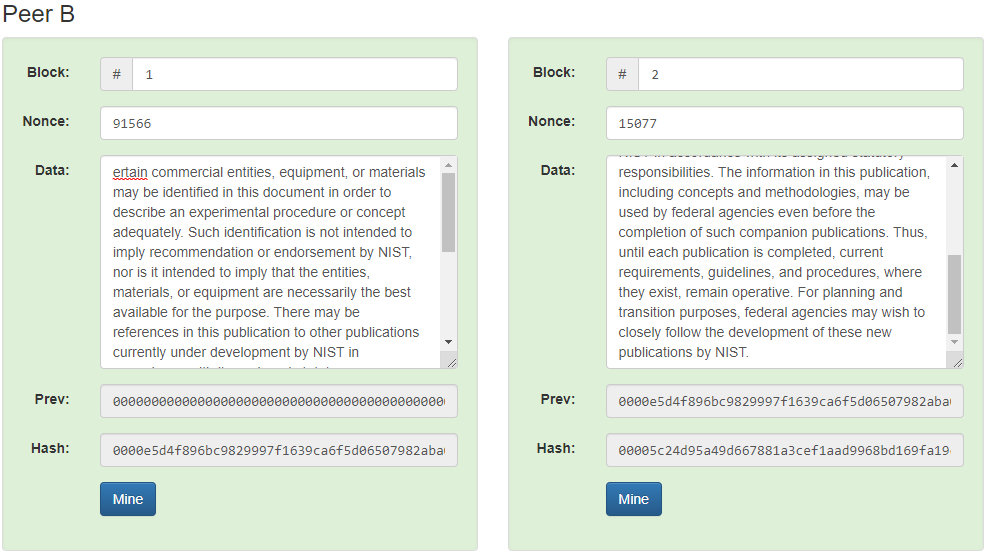 Peer B
Block:
#
1
Nonce:
91566
Data:
ertain commercial entities, equipment, or materials
may be identified in this document in order to
describe an experimental procedure or concept
adequately. Such identification is not intended to
imply recommendation or endorsement by NIST,
nor is it intended to imply that the entities,
materials, or equipment are necessarily the best
available for the purpose. There may be
references in this publication to other publications
currently under development by NIST in
Prev:
00000000000000000000000000000000000000000000
Hash:
0000e5d4f896bc9829997f1639ca6f5d06507982aba
Mine
Block:
#
2
Nonce:
15077
Data:
NIST in accordance with its assigned statutory
responsibilities. The information in this publication,
including concepts and methodologies, may be
used by federal agencies even before the
completion of such companion publications. Thus,
until each publication is completed, current
requirements, guidelines, and procedures, where
they exist, remain operative. For planning and
transition purposes, federal agencies may wish to
closely follow the development of these new
publications by NIST.
Prev:
0000e5d4f896bc9829997f1639ca6f5d06507982aba
Hash:
00005c24d95a49d667881a3cef1aad9968bd169fa19
Mine